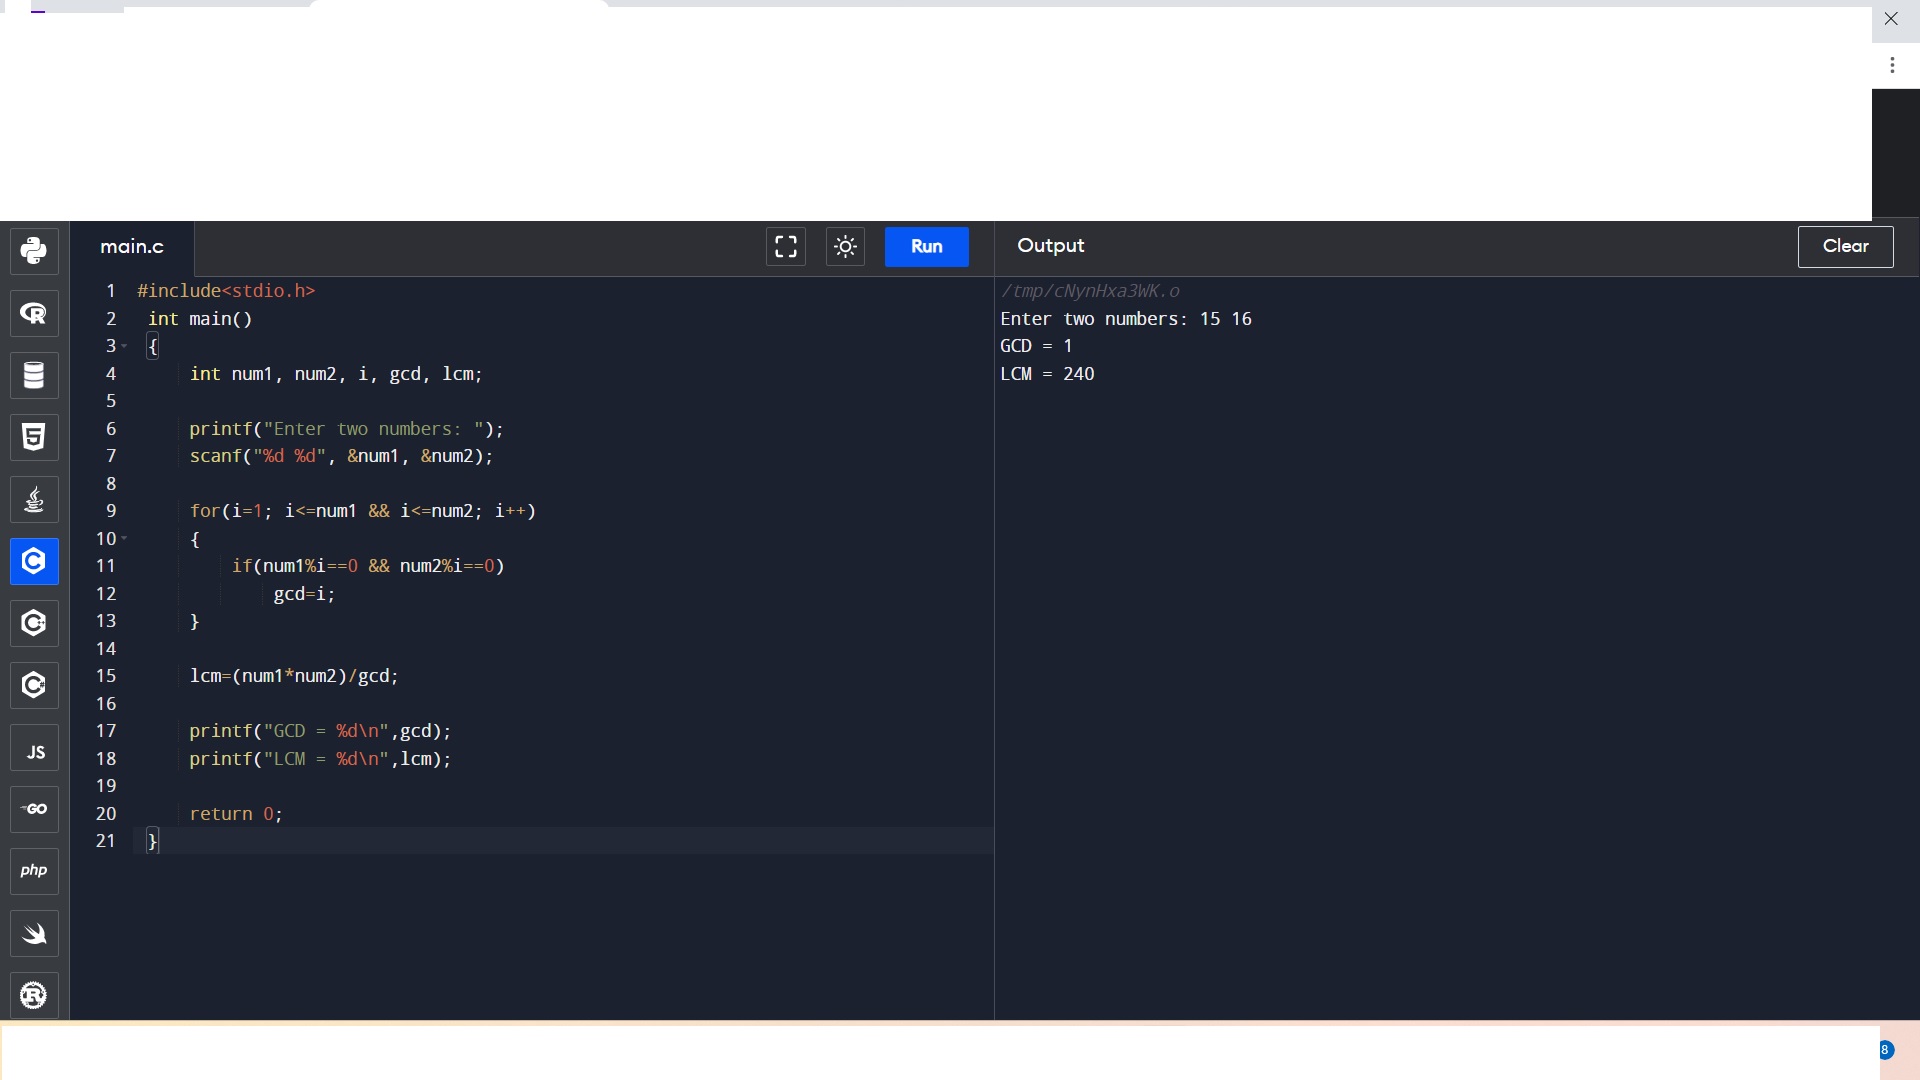 main.c
Run
Output
Clear
1 #include<stdio.h>
2 int main()
3 {
4 int num1, num2, i, gcd, lcm;
5
6 printf("Enter two numbers: ");
7 scanf("%d %d", &num1, &num2);
8
9 for(i=1; i<=num1 && i<=num2; i++)
10 {
11 if(num1%i==0 && num2%i==0)
12 gcd=i;
13 }
14
15 lcm=(num1*num2)/gcd;
16
17 printf("GCD = %d\n",gcd);
18 printf("LCM = %d\n",lcm);
19
20 return 0;
21 }
/tmp/cNynHxa3WK.o
Enter two numbers: 15 16
GCD = 1
LCM = 240
R
5
C
C++
C#
JS
GO
php
R
8